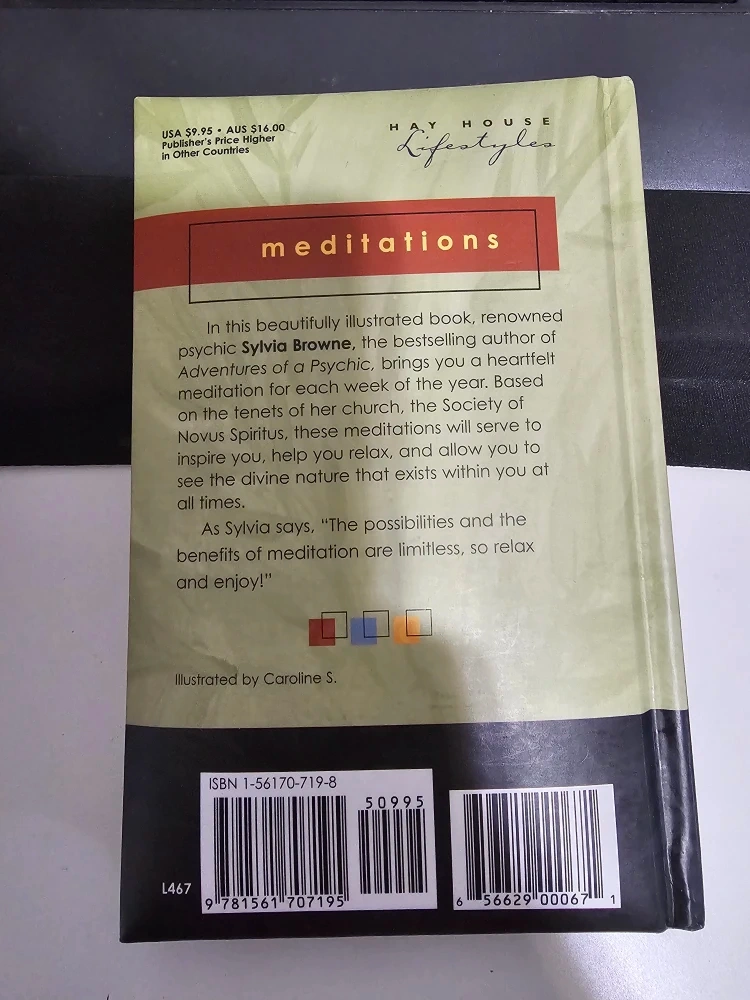 USA $9.95 • AUS $16.00
Publisher's Price Higher
in Other Countries
HAY HOUSE
Lifestyles
meditations
In this beautifully illustrated book, renowned
psychic Sylvia Browne, the bestselling author of
Adventures of a Psychic, brings you a heartfelt
meditation for each week of the year. Based
on the tenets of her church, the Society of
Novus Spiritus, these meditations will serve to
inspire you, help you relax, and allow you to
see the divine nature that exists within you at
all times.
As Sylvia says, “The possibilities and the
benefits of meditation are limitless, so relax
and enjoy!”
Illustrated by Caroline S.
ISBN 1-56170-719-8
50995
9 781561 707195
L467
6 56629 00067 1